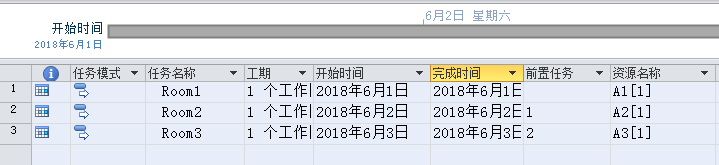 6月2日 星期六
开始时间
2018年6月1日
任务模式 任务名称 工期 开始时间 完成时间 前置任务 资源名称
1 Room1 1 个工作 2018年6月1日 2018年6月1日 A1[1]
2 Room2 1 个工作 2018年6月2日 2018年6月2日 1 A2[1]
3 Room3 1 个工作 2018年6月3日 2018年6月3日 2 A3[1]